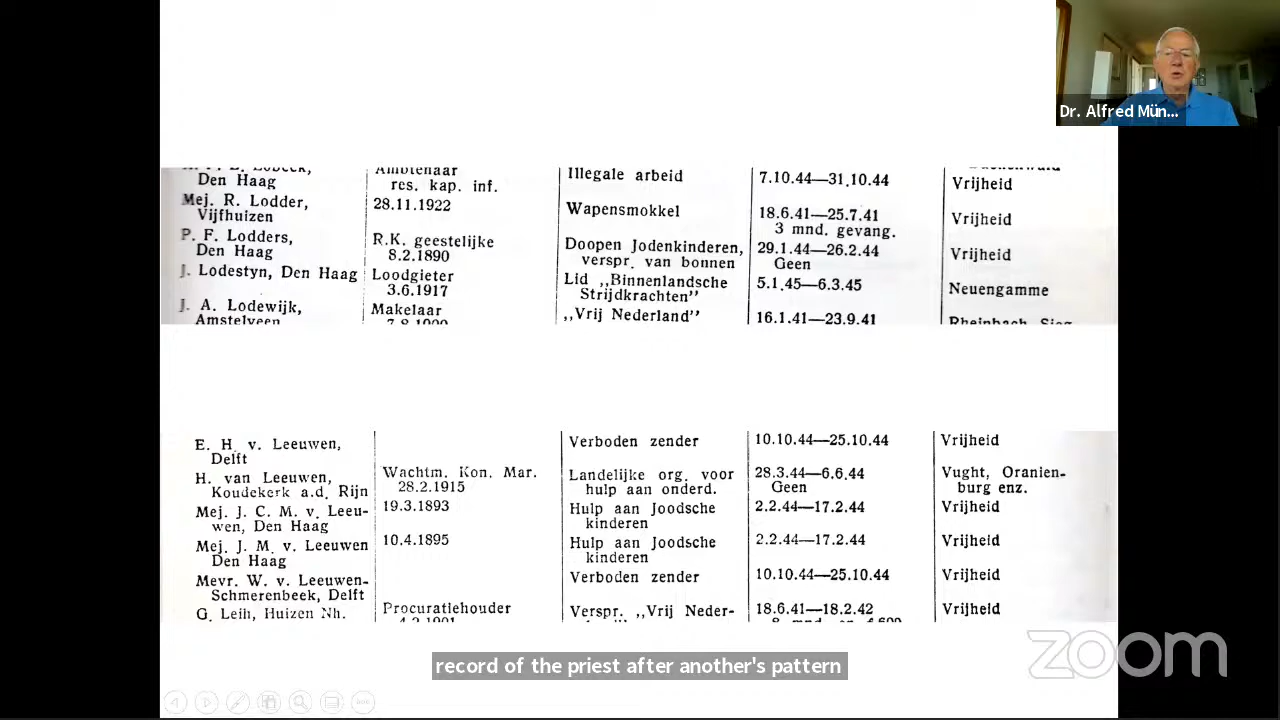 Dr. Alfred Mün...
Den Haag
res. kap. inf.
Illegale arbeid
7.10.44—31.10.44
Vrijheid
Mej. R. Lodder,
Vijfhuizen
28.11.1922
Wapensmokkel
18.6.41—25.7.41
3 mnd. gevang.
Vrijheid
P. F. Lodders,
Den Haag
R.K. geestelijke
8.2.1890
Doopen Jodenkinderen,
verspr. van bonnen
29.1.44—26.2.44
Geen
Vrijheid
J. Lodestyn, Den Haag
Loodgieter
3.6.1917
Lid ,,Binnenlandsche
Strijdkrachten"
5.1.45—6.3.45
Neuengamme
J. A. Lodewijk,
Amstelveen
Makelaar
,,Vrij Nederland"
16.1.41—23.9.41
E. H. v. Leeuwen,
Delft
Verboden zender
10.10.44—25.10.44
Vrijheid
H. van Leeuwen,
Koudekerk a.d. Rijn
Wachtm. Kon. Mar.
28.2.1915
Landelijke org. voor
hulp aan onderd.
28.3.44—6.6.44
Geen
Vught, Oranien-
burg enz.
Mej. J. C. M. v. Leeu-
wen, Den Haag
19.3.1893
Hulp aan Joodsche
kinderen
2.2.44—17.2.44
Vrijheid
Mej. J. M. v. Leeuwen
Den Haag
10.4.1895
Hulp aan Joodsche
kinderen
2.2.44—17.2.44
Vrijheid
Mevr. W. v. Leeuwen-
Schmerenbeek, Delft
Verboden zender
10.10.44—25.10.44
Vrijheid
G. Leih, Huizen Nh.
Procuratiehouder
Verspr. ,,Vrij Neder-
18.6.41—18.2.42
Vrijheid
record of the priest after another's pattern
zoom